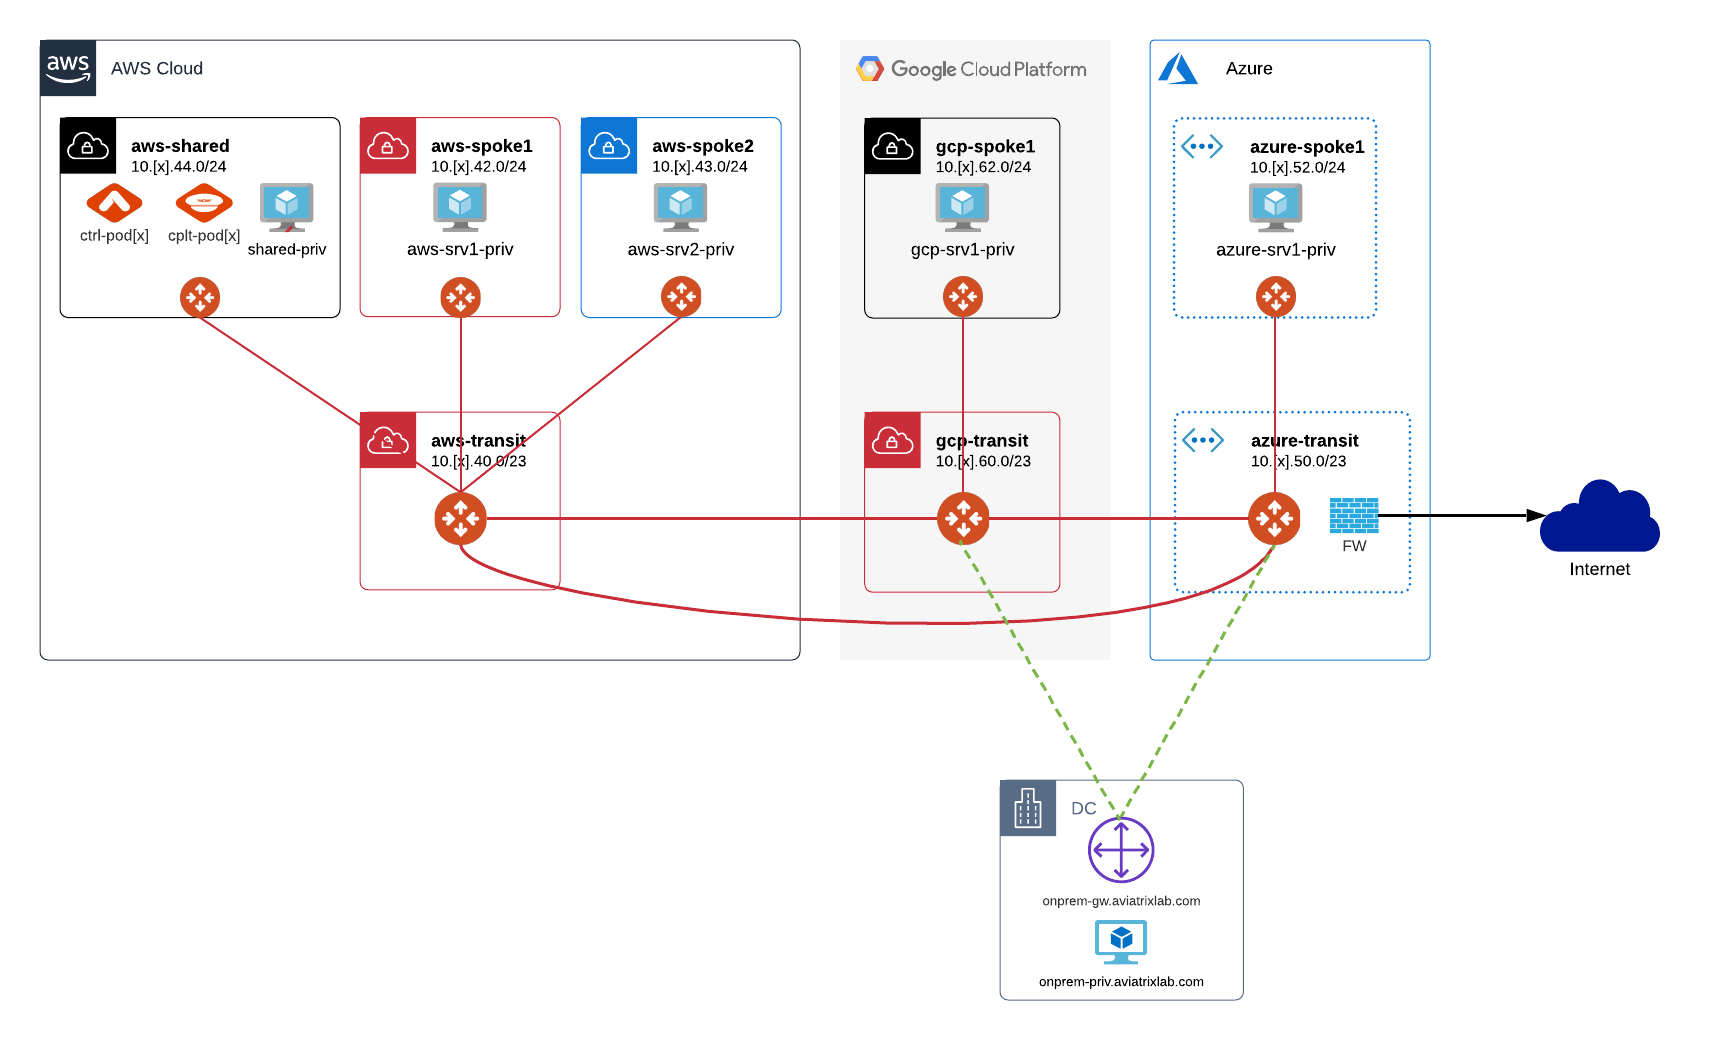 aws
AWS Cloud
Google Cloud Platform
Azure
aws-shared
10.[x].44.0/24
ctrl-pod[x]
cplt-pod[x]
shared-priv
aws-spoke1
10.[x].42.0/24
aws-srv1-priv
aws-spoke2
10.[x].43.0/24
aws-srv2-priv
gcp-spoke1
10.[x].62.0/24
gcp-srv1-priv
azure-spoke1
10.[x].52.0/24
azure-srv1-priv
aws-transit
10.[x].40.0/23
gcp-transit
10.[x].60.0/23
azure-transit
10.[x].50.0/23
FW
Internet
DC
onprem-gw.aviatrixlab.com
onprem-priv.aviatrixlab.com